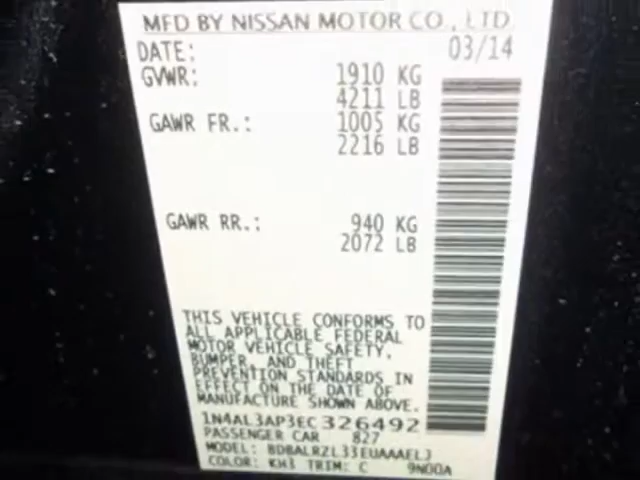 MFD BY NISSAN MOTOR CO., LTD.
DATE: 03/14
GVWR: 1910 KG
4211 LB
GAWR FR.: 1005 KG
2216 LB
GAWR RR.: 940 KG
2072 LB
THIS VEHICLE CONFORMS TO
ALL APPLICABLE FEDERAL
MOTOR VEHICLE SAFETY,
BUMPER, AND THEFT
PREVENTION STANDARDS IN
EFFECT ON THE DATE OF
MANUFACTURE SHOWN ABOVE.
1N4AL3AP3EC326492
PASSENGER CAR 827
MODEL: BDBALRZL33EUAAAELJ
COLOR: KH3 TRIM: C 9N00A